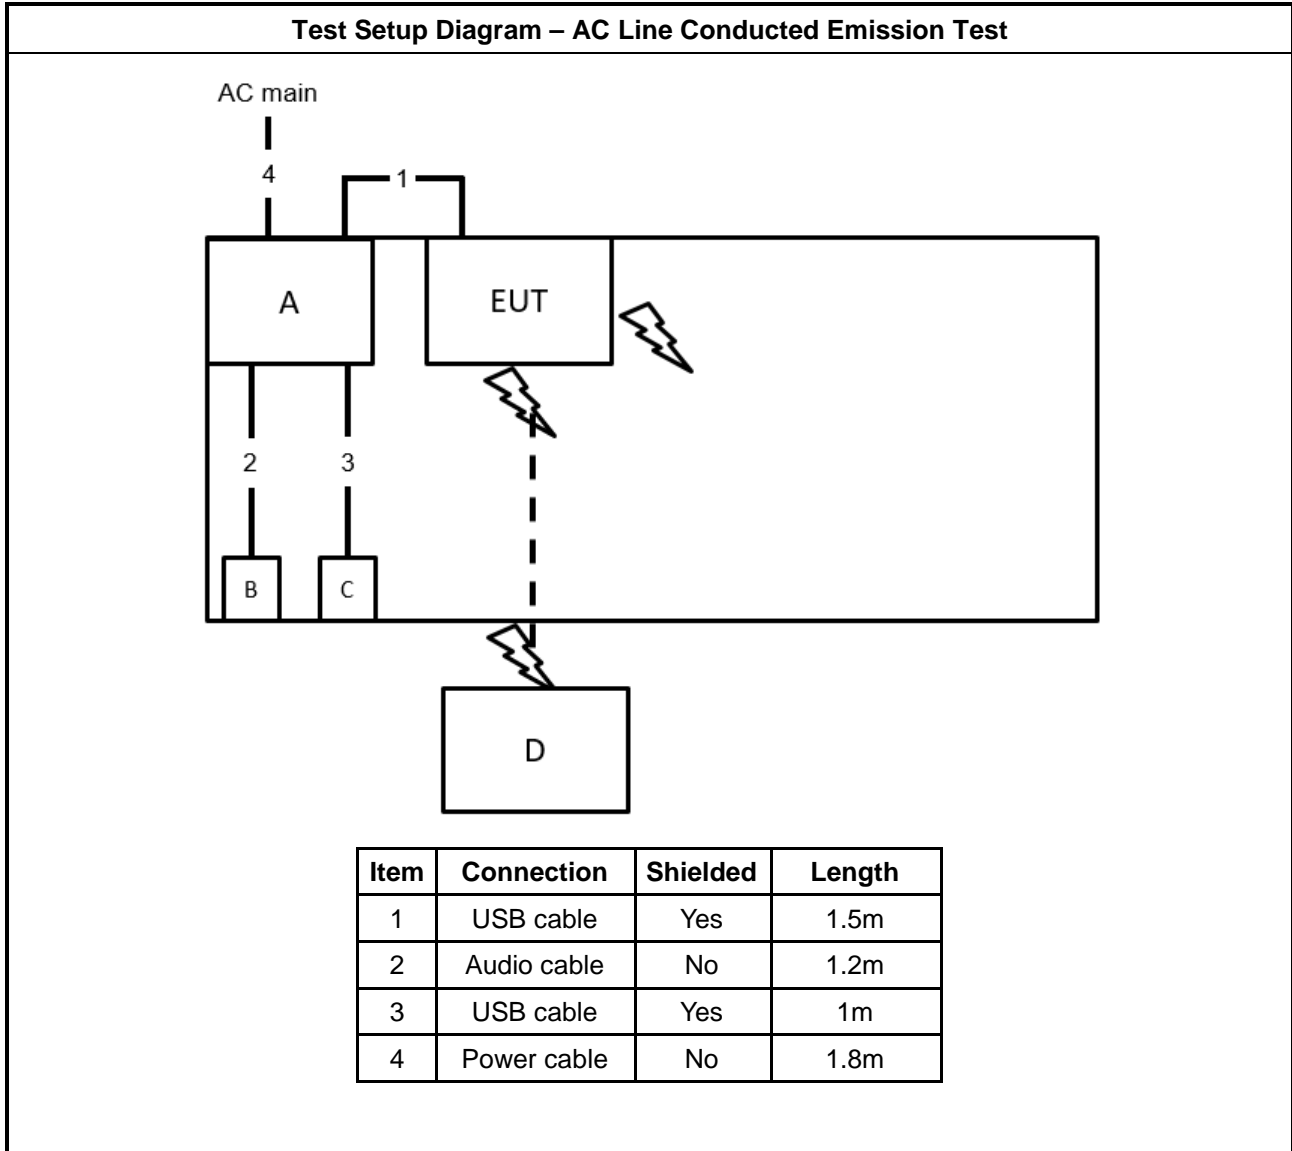 Test Setup Diagram – AC Line Conducted Emission Test
AC main
4
1
A
EUT
2
3
B
C
D
Item Connection Shielded Length
1 USB cable Yes 1.5m
2 Audio cable No 1.2m
3 USB cable Yes 1m
4 Power cable No 1.8m